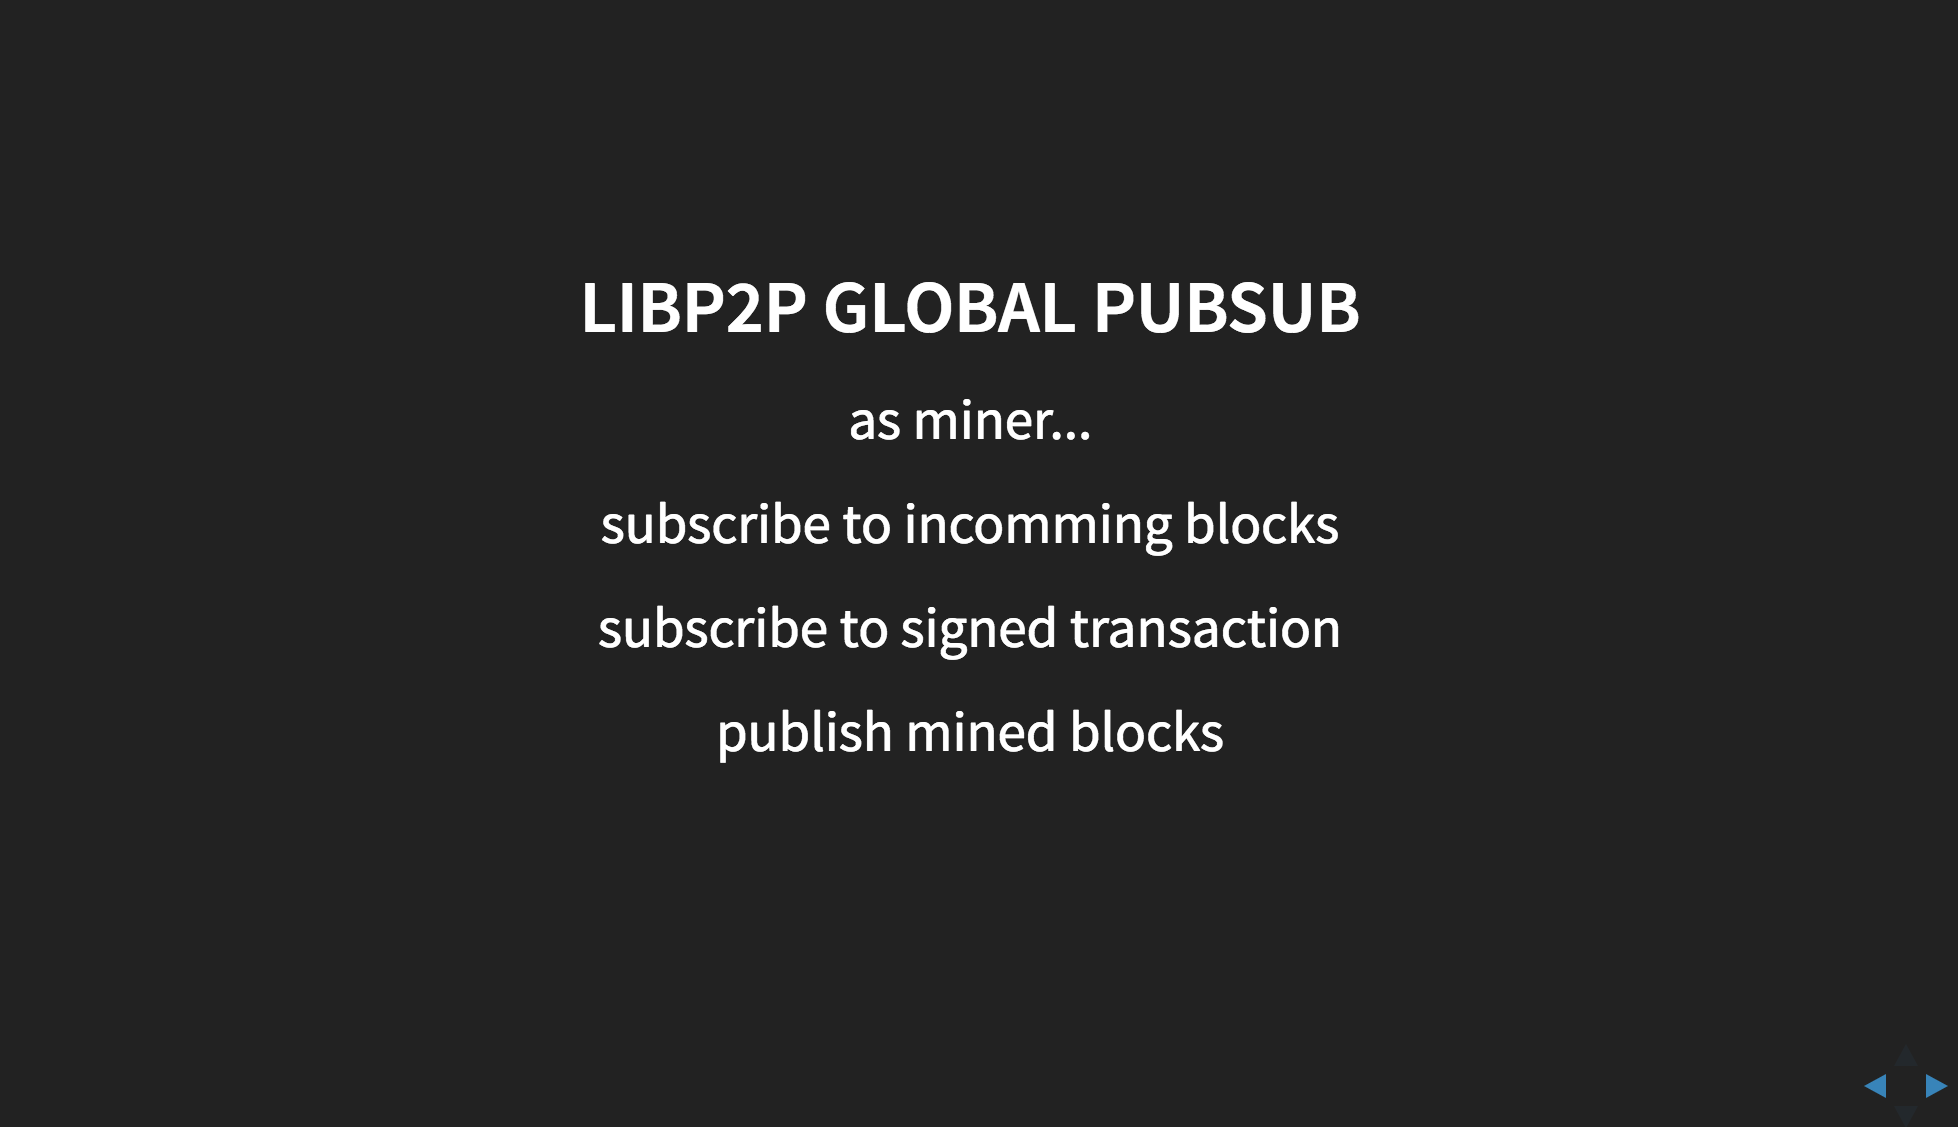 LIBP2P GLOBAL PUBSUB
as miner...
subscribe to incomming blocks
subscribe to signed transaction
publish mined blocks